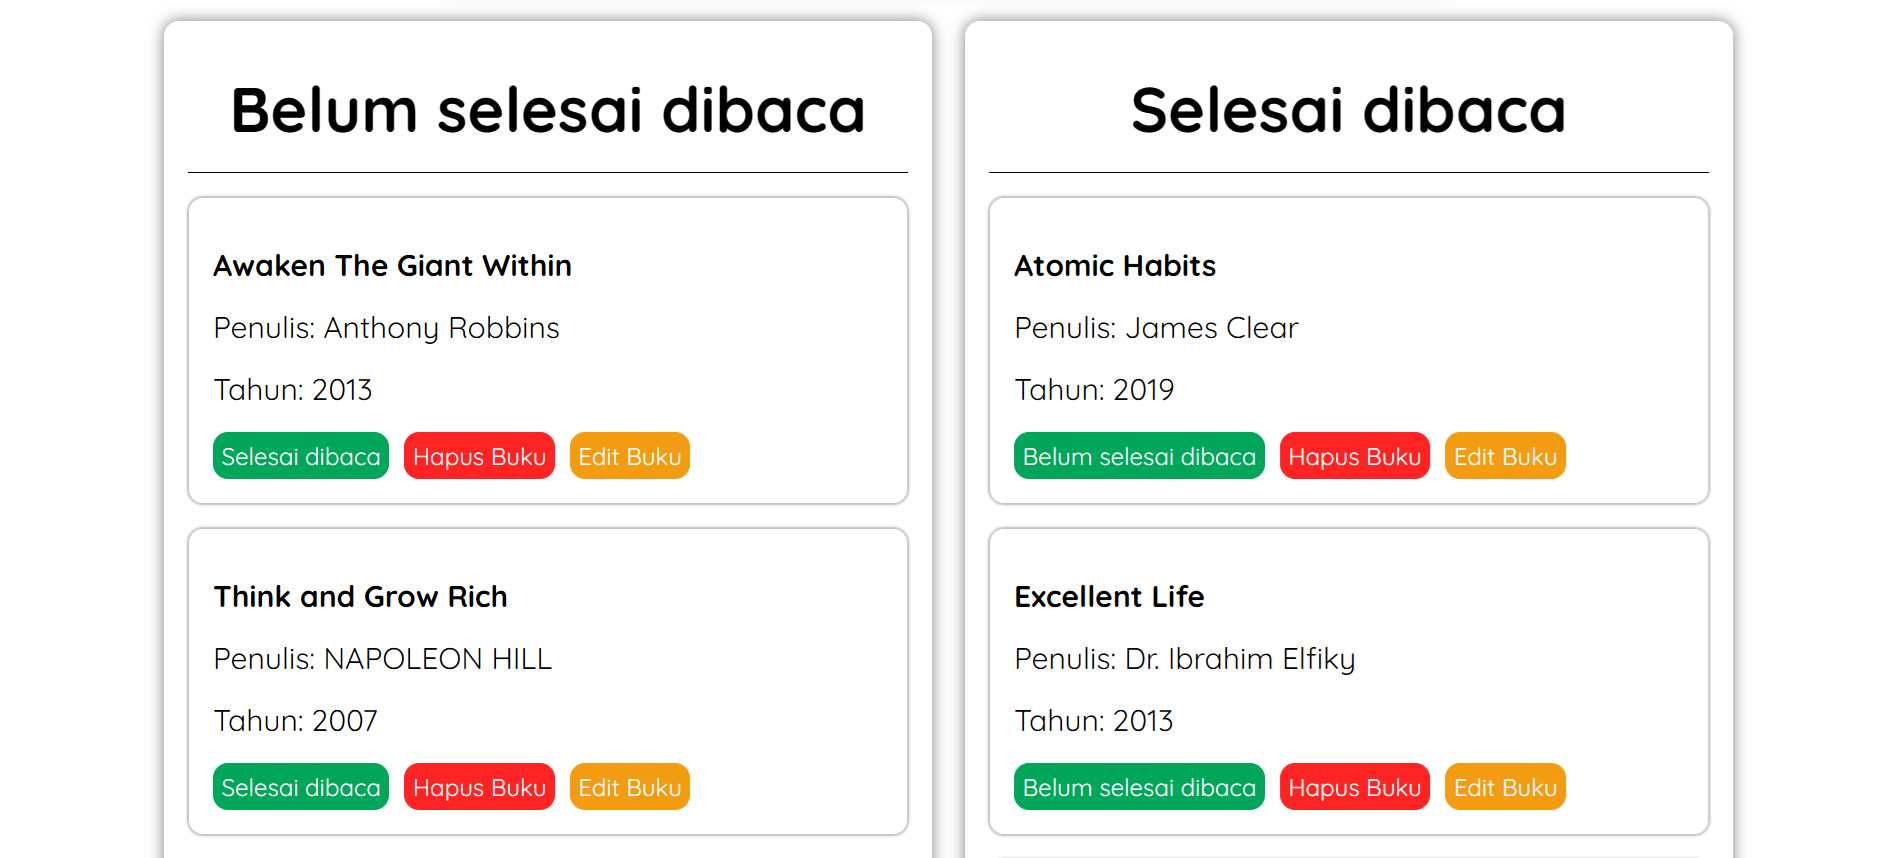 Belum selesai dibaca
Awaken The Giant Within
Penulis: Anthony Robbins
Tahun: 2013
Selesai dibaca Hapus Buku Edit Buku
Think and Grow Rich
Penulis: NAPOLEON HILL
Tahun: 2007
Selesai dibaca Hapus Buku Edit Buku
Selesai dibaca
Atomic Habits
Penulis: James Clear
Tahun: 2019
Belum selesai dibaca Hapus Buku Edit Buku
Excellent Life
Penulis: Dr. Ibrahim Elfiky
Tahun: 2013
Belum selesai dibaca Hapus Buku Edit Buku